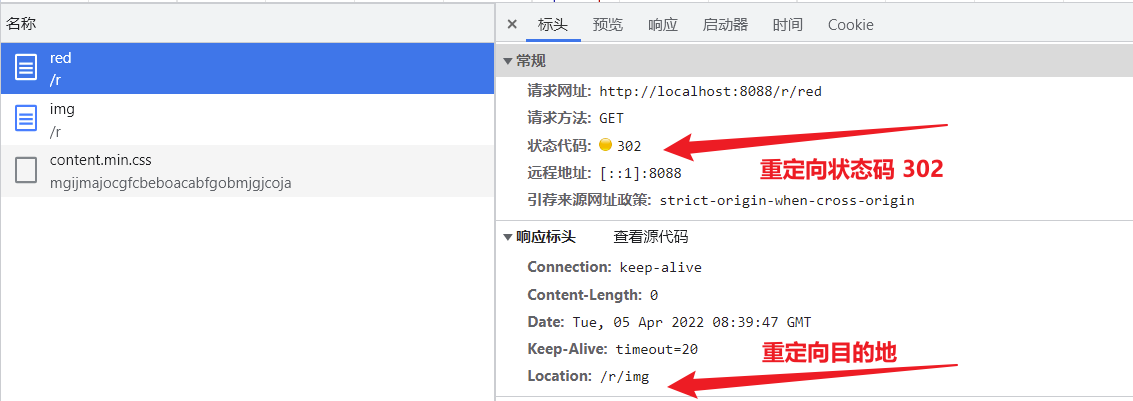 名称
red
/r
img
/r
content.min.css
mgijmajocgfcbeboacabfgobmjgjcoja
× 标头 预览 响应 启动器 时间 Cookie
常规
请求网址: http://localhost:8088/r/red
请求方法: GET
状态代码: 302
重定向状态码 302
远程地址: [::1]:8088
引荐来源网址政策: strict-origin-when-cross-origin
响应标头 查看源代码
Connection: keep-alive
Content-Length: 0
Date: Tue, 05 Apr 2022 08:39:47 GMT
Keep-Alive: timeout=20
重定向目的地
Location: /r/img